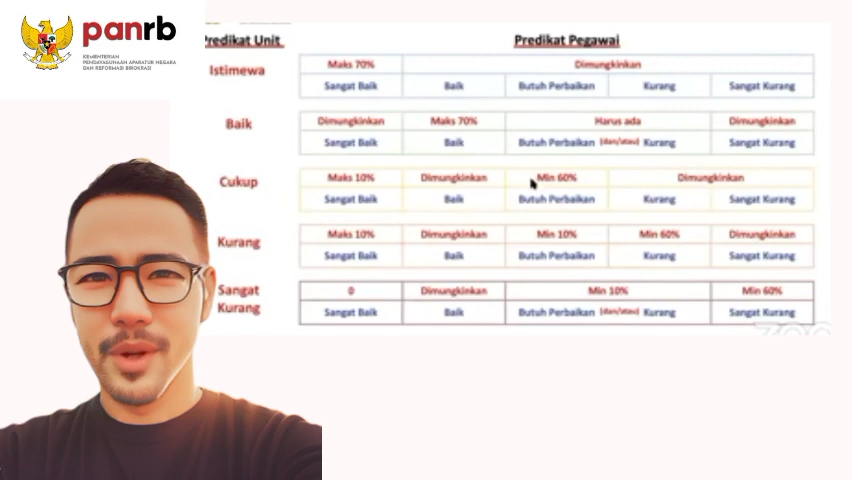 panrb
KEMENTERIAN
PENDAYAGUNAAN APARATUR NEGARA
DAN REFORMASI BIROKRASI
Predikat Unit Predikat Pegawai
Istimewa
Maks 70% Dimungkinkan
Sangat Baik Baik Butuh Perbaikan Kurang Sangat Kurang
Baik
Dimungkinkan Maks 70% Harus ada Dimungkinkan
Sangat Baik Baik Butuh Perbaikan (dan/atau) Kurang Sangat Kurang
Cukup
Maks 10% Dimungkinkan Min 60% Dimungkinkan
Sangat Baik Baik Butuh Perbaikan Kurang Sangat Kurang
Kurang
Maks 10% Dimungkinkan Min 10% Min 60% Dimungkinkan
Sangat Baik Baik Butuh Perbaikan Kurang Sangat Kurang
Sangat
Kurang
0 Dimungkinkan Min 10% Min 60%
Sangat Baik Baik Butuh Perbaikan (dan/atau) Kurang Sangat Kurang